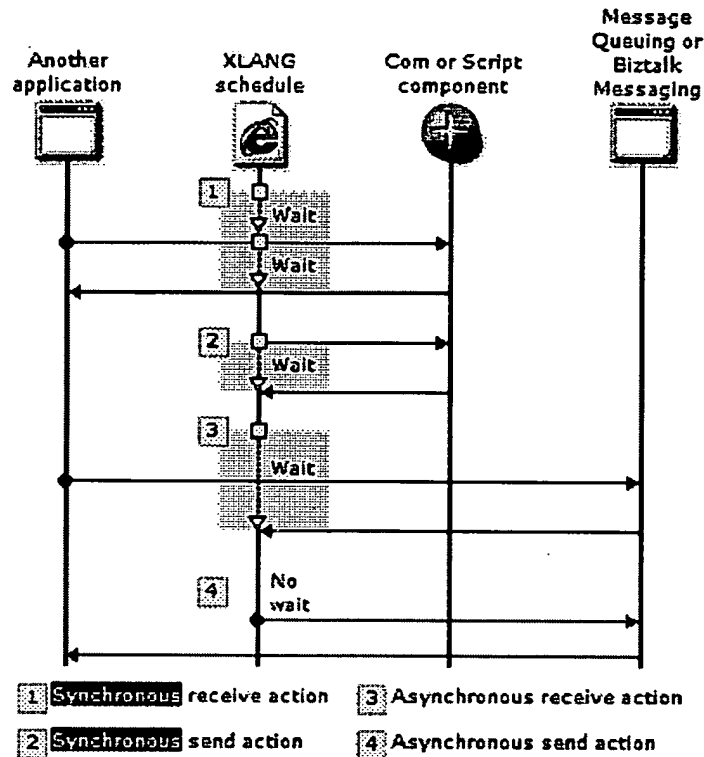 Message
Queuing or
Biztalk
Messaging
Another
application
XLANG
schedule
Com or Script
component
1
Wait
Wait
2
Wait
3
Wait
4
No
wait
1 Synchronous receive action
3 Asynchronous receive action
2 Synchronous send action
4 Asynchronous send action